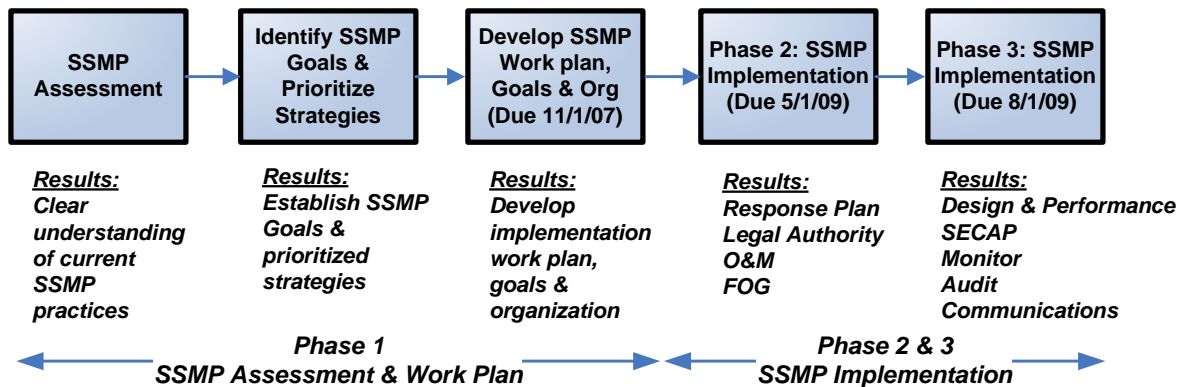 SSMP
Assessment
Identify SSMP
Goals &
Prioritize
Strategies
Develop SSMP
Work plan,
Goals & Org
(Due 11/1/07)
Phase 2: SSMP
Implementation
(Due 5/1/09)
Phase 3: SSMP
Implementation
(Due 8/1/09)
Results:
Clear
understanding
of current
SSMP
practices
Results:
Establish SSMP
Goals &
prioritized
strategies
Results:
Develop
implementation
work plan,
goals &
organization
Results:
Response Plan
Legal Authority
O&M
FOG
Results:
Design & Performance
SECAP
Monitor
Audit
Communications
Phase 1
SSMP Assessment & Work Plan
Phase 2 & 3
SSMP Implementation